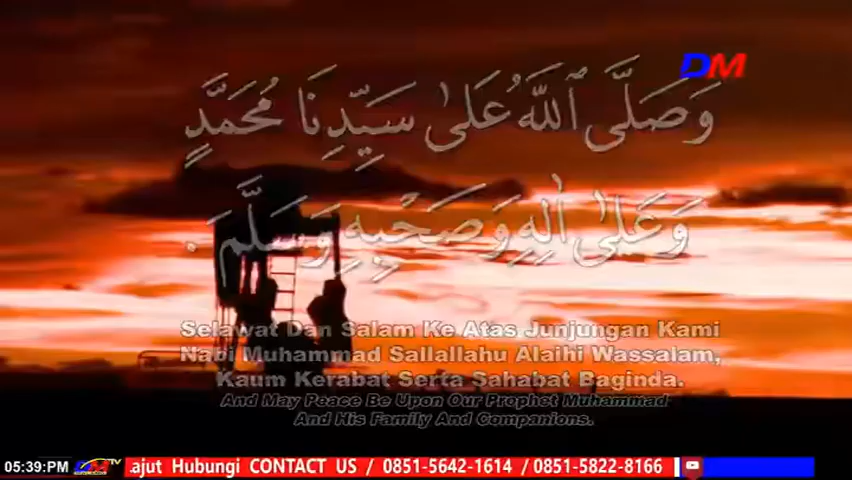 DM
وَصَلَّى ٱللَّهُ عَلَىٰ سَيِّدِنَا مُحَمَّدٍ
وَعَلَىٰ اٰلِهِ وَصَحْبِهِ وَسَلَّمَ.
Selawat Dan Salam Ke Atas Junjungan Kami
Nabi Muhammad Sallallahu Alaihi Wassalam,
Kaum Kerabat Serta Sahabat Baginda.
And May Peace Be Upon Our Prophet Muhammad
And His Family And Companions.
05:39:PM DM TV .ajut Hubungi CONTACT US / 0851-5642-1614 / 0851-5822-8166